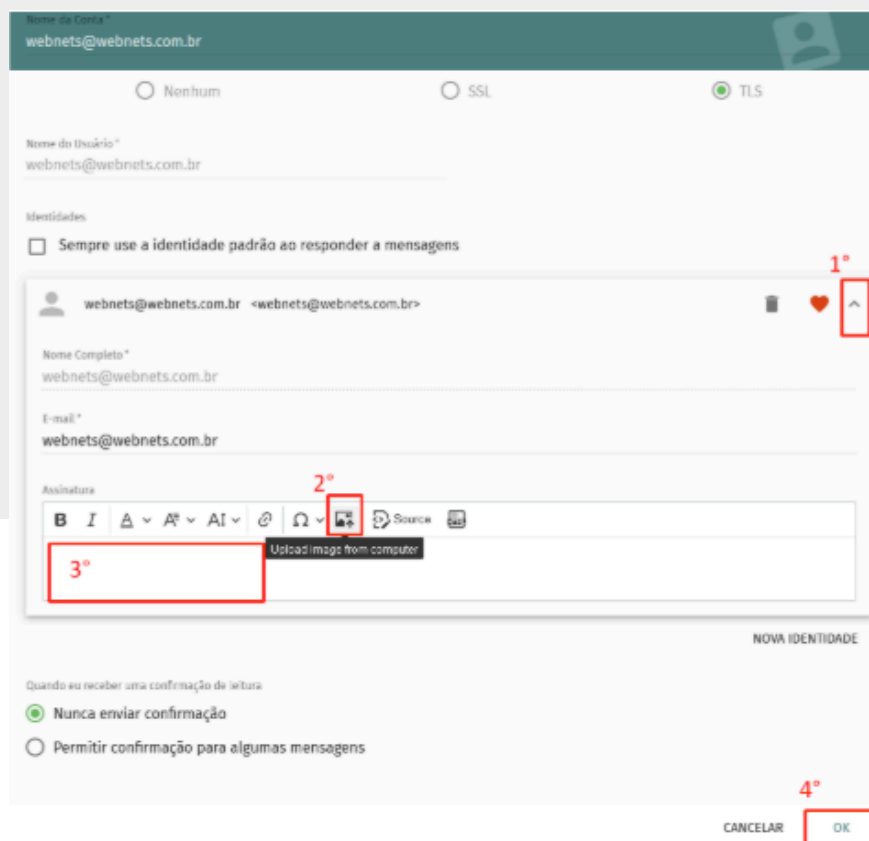 Nome da Conta *
webnets@webnets.com.br
Nenhum SSL TLS
Nome do Usuário *
webnets@webnets.com.br
Identidades
Sempre use a identidade padrão ao responder a mensagens
1°
webnets@webnets.com.br <webnets@webnets.com.br>
Nome Completo *
webnets@webnets.com.br
E-mail *
webnets@webnets.com.br
2°
Assinatura
B I A A AI Ω Source
Upload image from computer
3°
NOVA IDENTIDADE
Quando eu receber uma confirmação de leitura
Nunca enviar confirmação
Permitir confirmação para algumas mensagens
4°
CANCELAR OK